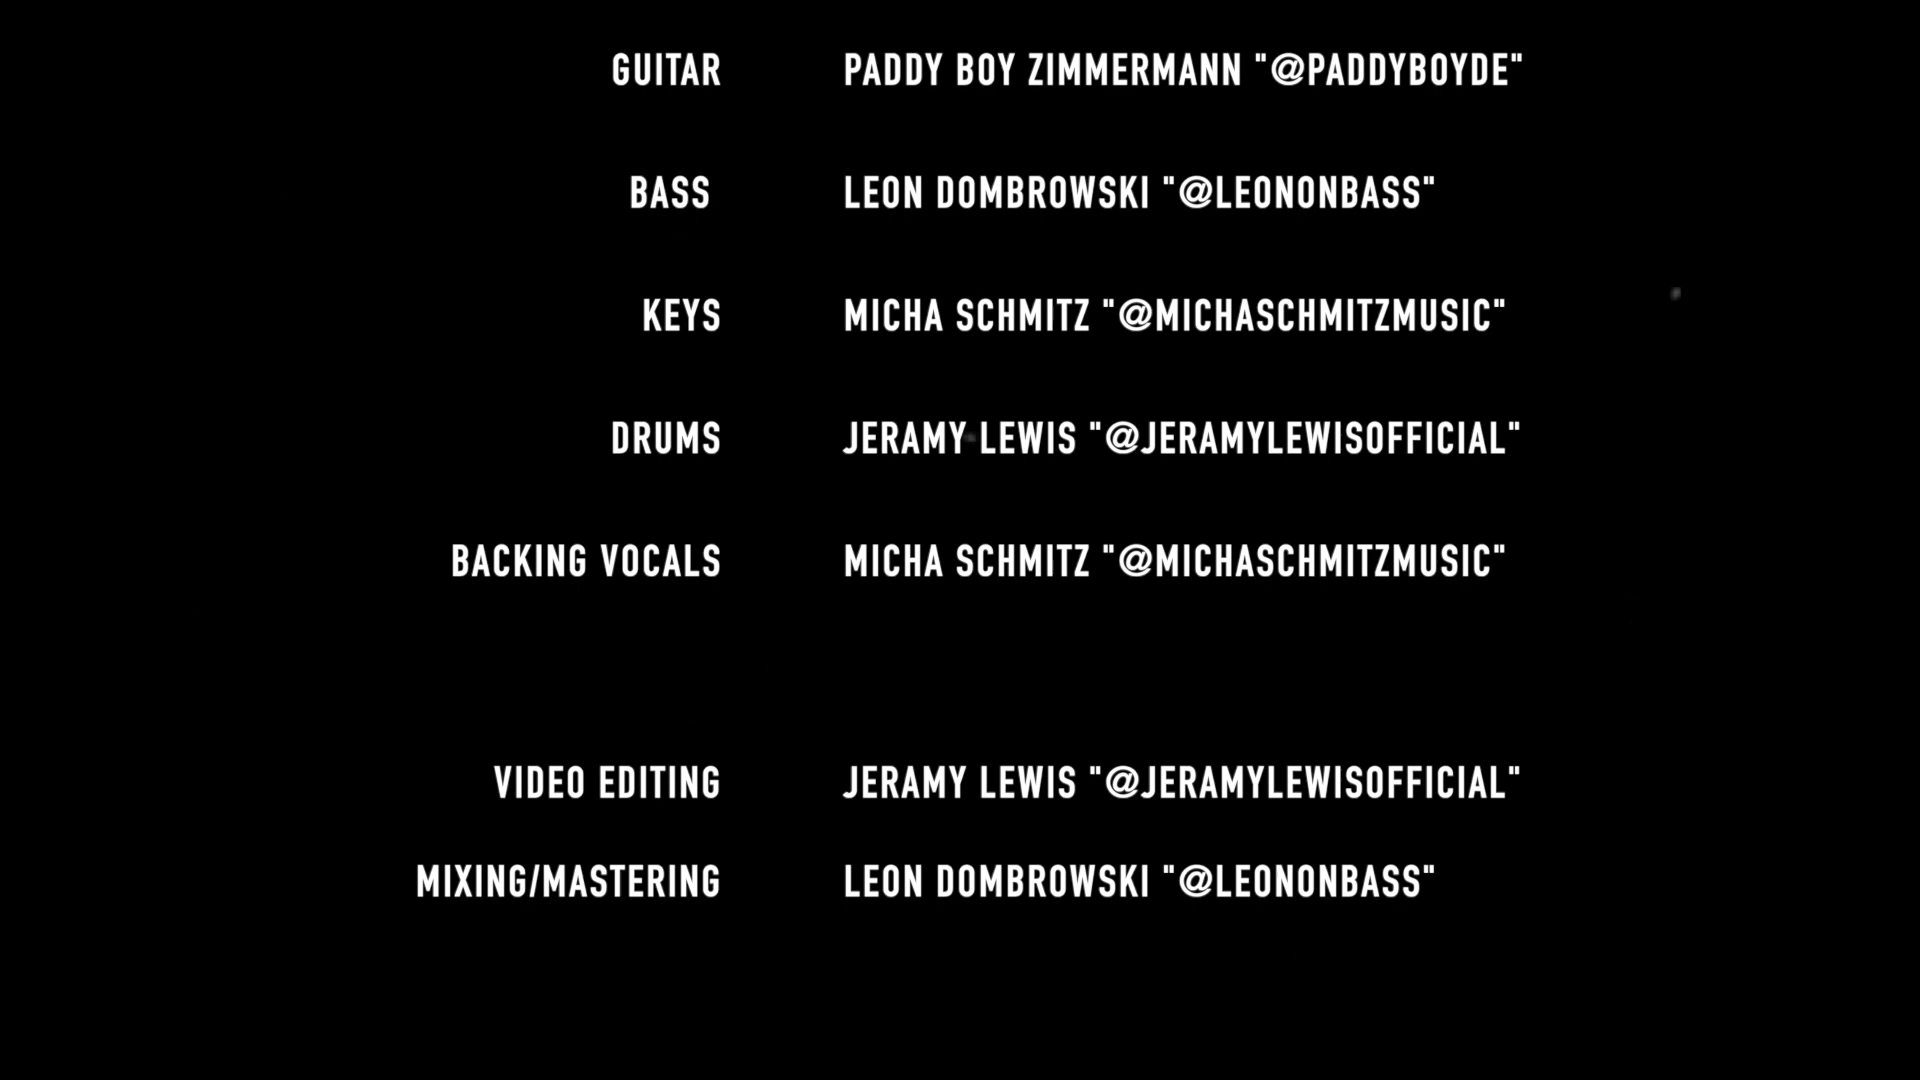 GUITAR PADDY BOY ZIMMERMANN "@PADDYBOYDE"
BASS LEON DOMBROWSKI "@LEONONBASS"
KEYS MICHA SCHMITZ "@MICHASCHMITZMUSIC"
DRUMS JERAMY LEWIS "@JERAMYLEWISOFFICIAL"
BACKING VOCALS MICHA SCHMITZ "@MICHASCHMITZMUSIC"
VIDEO EDITING JERAMY LEWIS "@JERAMYLEWISOFFICIAL"
MIXING/MASTERING LEON DOMBROWSKI "@LEONONBASS"